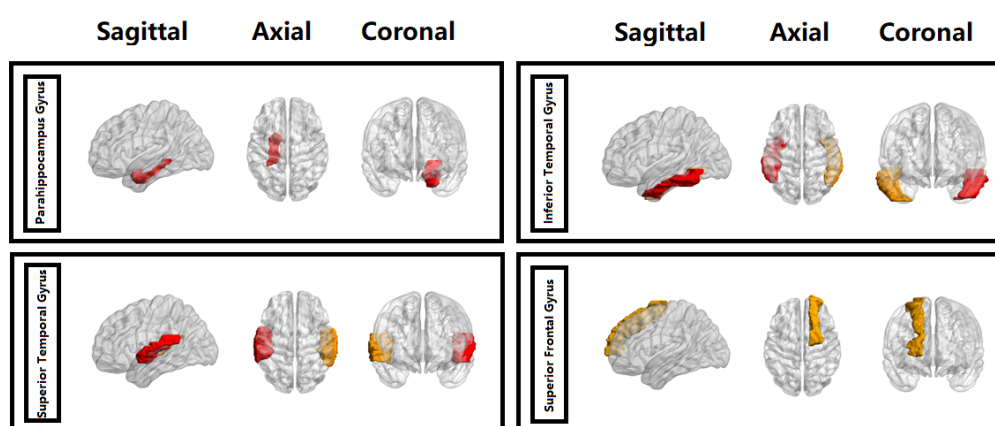 Sagittal Axial Coronal Sagittal Axial Coronal
Parahippocampus Gyrus
Inferior Temporal Gyrus
Superior Temporal Gyrus
Superior Frontal Gyrus